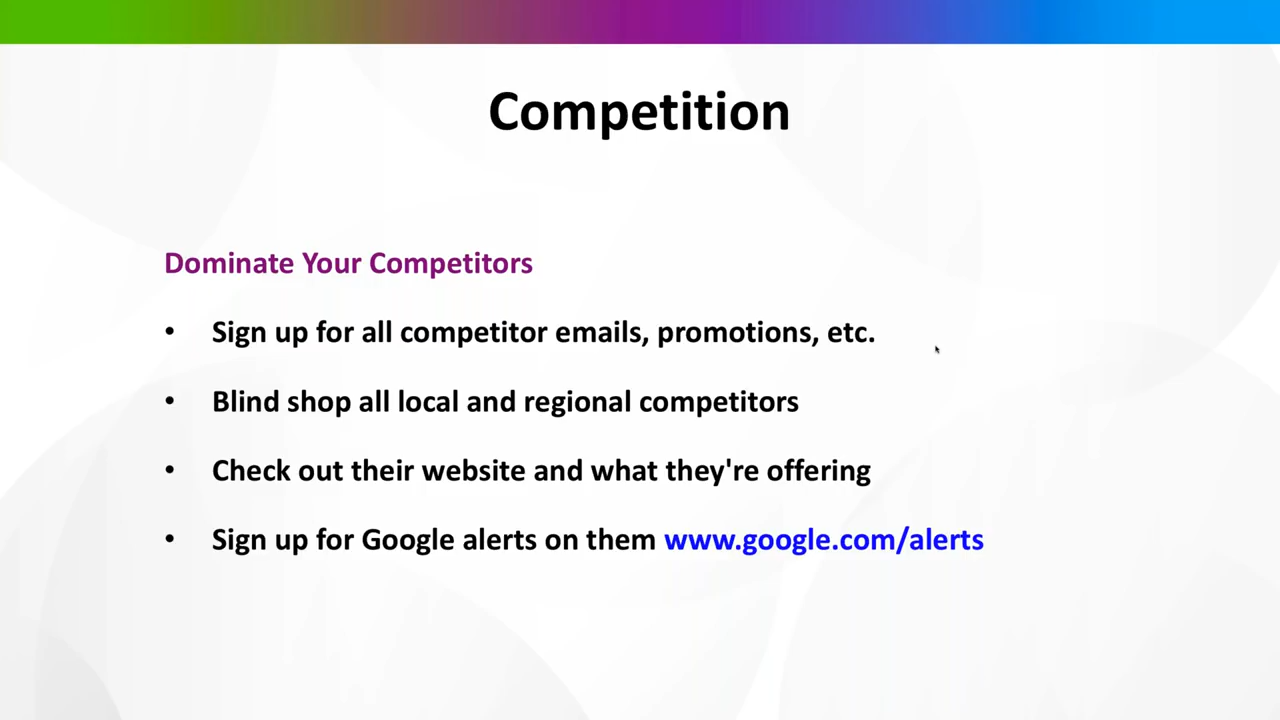 Competition
Dominate Your Competitors
• Sign up for all competitor emails, promotions, etc.
• Blind shop all local and regional competitors
• Check out their website and what they're offering
• Sign up for Google alerts on them www.google.com/alerts